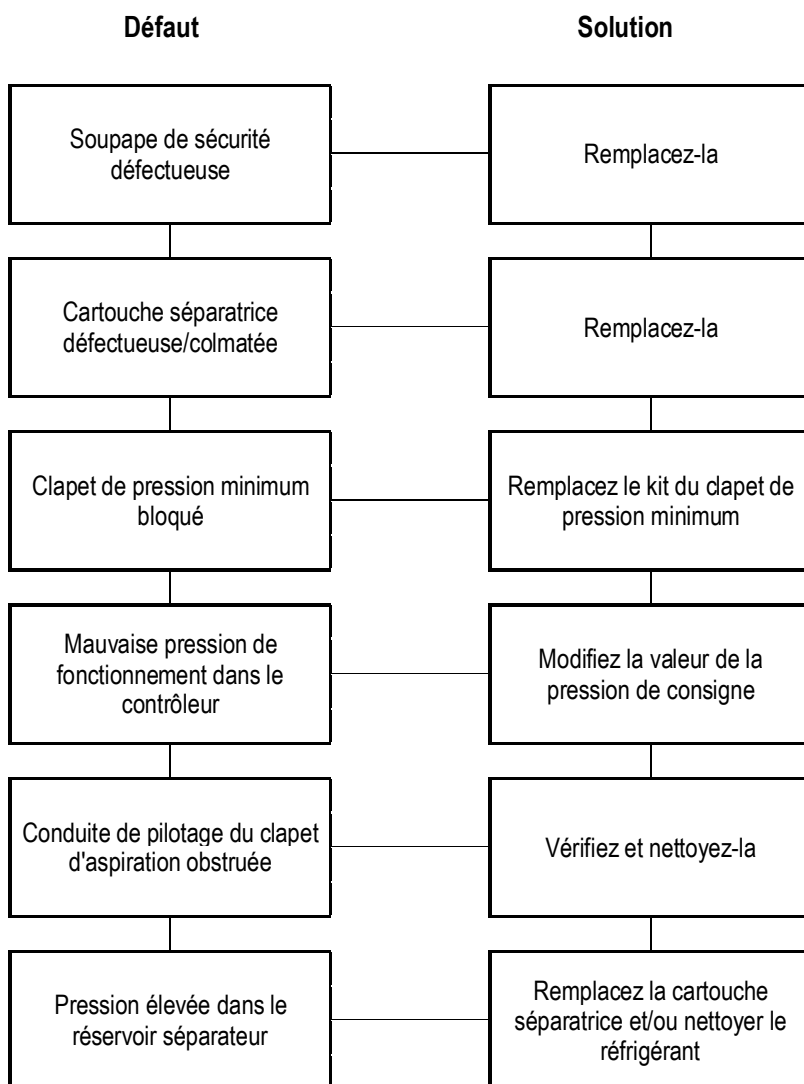 Défaut
Solution
Soupape de sécurité
défectueuse
Remplacez-la
Cartouche séparatrice
défectueuse/colmatée
Remplacez-la
Clapet de pression minimum
bloqué
Remplacez le kit du clapet de
pression minimum
Mauvaise pression de
fonctionnement dans le
contrôleur
Modifiez la valeur de la
pression de consigne
Conduite de pilotage du clapet
d'aspiration obstruée
Vérifiez et nettoyez-la
Pression élevée dans le
réservoir séparateur
Remplacez la cartouche
séparatrice et/ou nettoyer le
réfrigérant